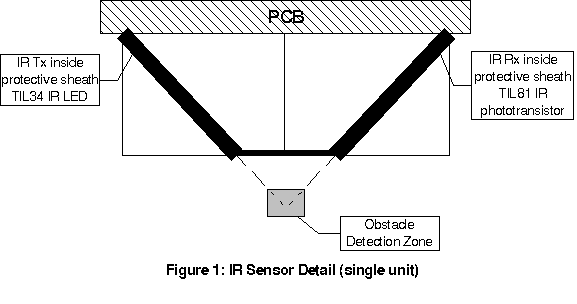 PCB
IR Tx inside
protective sheath
TIL34 IR LED
IR Rx inside
protective sheath
TIL81 IR
phototransistor
Obstacle
Detection Zone
Figure 1: IR Sensor Detail (single unit)